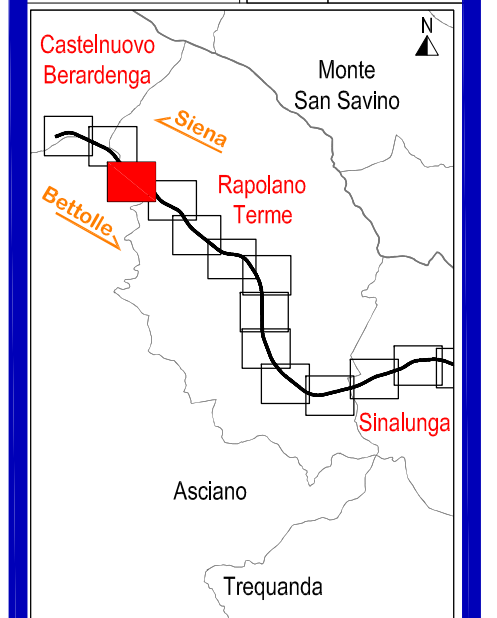 N
Castelnuovo
Berardenga
Monte
San Savino
Siena
Rapolano
Terme
Bettolle
Sinalunga
Asciano
Trequanda